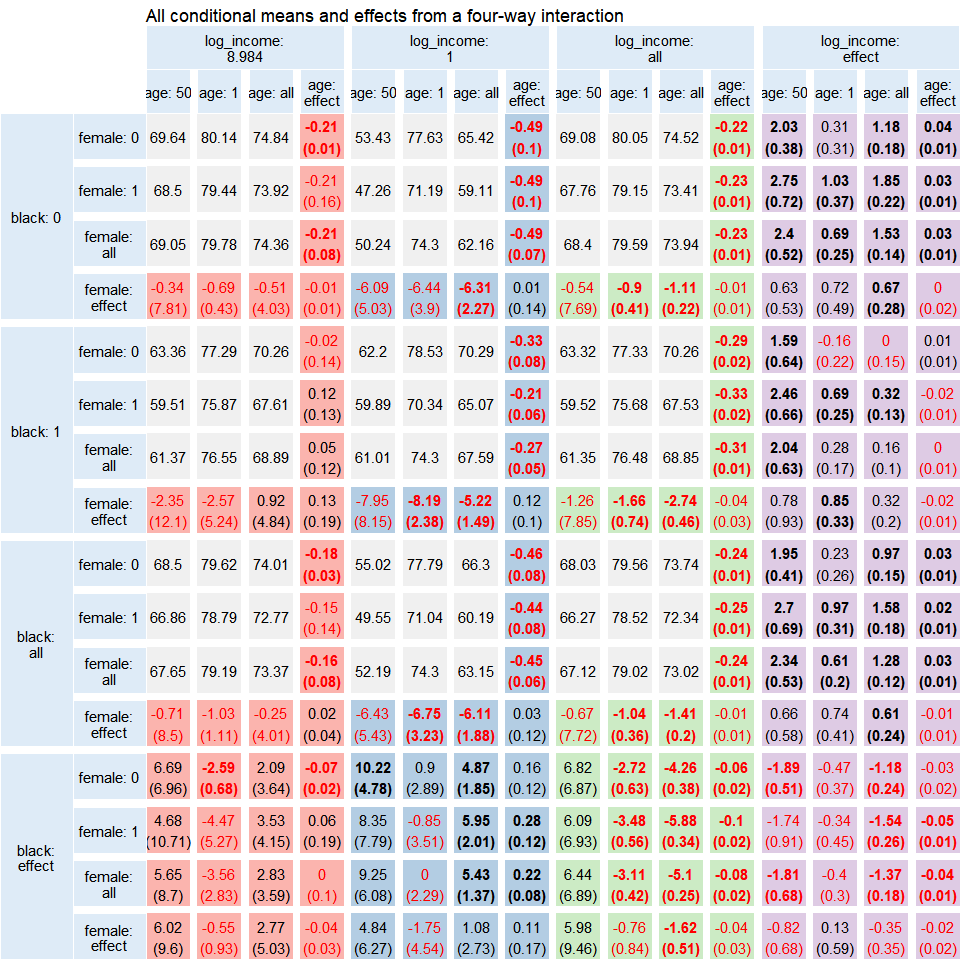 All conditional means and effects from a four-way interaction
log_income: log_income: log_income: log_income:
8.984 1 all effect
age: 50 age: 1 age: all age: effect age: 50 age: 1 age: all age: effect age: 50 age: 1 age: all age: effect age: 50 age: 1 age: all age: effect
black: 0
female: 0 69.64 80.14 74.84 -0.21 53.43 77.63 65.42 -0.49 69.08 80.05 74.52 -0.22 2.03 0.31 1.18 0.04
(0.01) (0.1) (0.01) (0.38) (0.31) (0.18) (0.01)
female: 1 68.5 79.44 73.92 -0.21 47.26 71.19 59.11 -0.49 67.76 79.15 73.41 -0.23 2.75 1.03 1.85 0.03
(0.16) (0.1) (0.01) (0.72) (0.37) (0.22) (0.01)
female: all 69.05 79.78 74.36 -0.21 50.24 74.3 62.16 -0.49 68.4 79.59 73.94 -0.23 2.4 0.69 1.53 0.03
(0.08) (0.07) (0.01) (0.52) (0.25) (0.14) (0.01)
female: effect -0.34 -0.69 -0.51 -0.01 -6.09 -6.44 -6.31 0.01 -0.54 -0.9 -1.11 -0.01 0.63 0.72 0.67 0
(7.81) (0.43) (4.03) (0.01) (5.03) (3.9) (2.27) (0.14) (7.69) (0.41) (0.22) (0.01) (0.53) (0.49) (0.28) (0.02)
black: 1
female: 0 63.36 77.29 70.26 -0.02 62.2 78.53 70.29 -0.33 63.32 77.33 70.26 -0.29 1.59 -0.16 0 0.01
(0.14) (0.08) (0.02) (0.64) (0.22) (0.15) (0.01)
female: 1 59.51 75.87 67.61 0.12 59.89 70.34 65.07 -0.21 59.52 75.68 67.53 -0.33 2.46 0.69 0.32 -0.02
(0.13) (0.06) (0.02) (0.66) (0.25) (0.13) (0.01)
female: all 61.37 76.55 68.89 0.05 61.01 74.3 67.59 -0.27 61.35 76.48 68.85 -0.31 2.04 0.28 0.16 0
(0.12) (0.05) (0.01) (0.63) (0.17) (0.1) (0.01)
female: effect -2.35 -2.57 0.92 0.13 -7.95 -8.19 -5.22 0.12 -1.26 -1.66 -2.74 -0.04 0.78 0.85 0.32 -0.02
(12.1) (5.24) (4.84) (0.19) (8.15) (2.38) (1.49) (0.1) (7.85) (0.74) (0.46) (0.03) (0.93) (0.33) (0.2) (0.01)
black: all
female: 0 68.5 79.62 74.01 -0.18 55.02 77.79 66.3 -0.46 68.03 79.56 73.74 -0.24 1.95 0.23 0.97 0.03
(0.03) (0.08) (0.01) (0.41) (0.26) (0.15) (0.01)
female: 1 66.86 78.79 72.77 -0.15 49.55 71.04 60.19 -0.44 66.27 78.52 72.34 -0.25 2.7 0.97 1.58 0.02
(0.14) (0.08) (0.01) (0.69) (0.31) (0.18) (0.01)
female: all 67.65 79.19 73.37 -0.16 52.19 74.3 63.15 -0.45 67.12 79.02 73.02 -0.24 2.34 0.61 1.28 0.03
(0.08) (0.06) (0.01) (0.53) (0.2) (0.12) (0.01)
female: effect -0.71 -1.03 -0.25 0.02 -6.43 -6.75 -6.11 0.03 -0.67 -1.04 -1.41 -0.01 0.66 0.74 0.61 -0.01
(8.5) (1.11) (4.01) (0.04) (5.43) (3.23) (1.88) (0.12) (7.72) (0.36) (0.2) (0.01) (0.58) (0.41) (0.24) (0.01)
black: effect
female: 0 6.69 -2.59 2.09 -0.07 10.22 0.9 4.87 0.16 6.82 -2.72 -4.26 -0.06 -1.89 -0.47 -1.18 -0.03
(6.96) (0.68) (3.64) (0.02) (4.78) (2.89) (1.85) (0.12) (6.87) (0.63) (0.38) (0.02) (0.51) (0.37) (0.24) (0.02)
female: 1 4.68 -4.47 3.53 0.06 8.35 -0.85 5.95 0.28 6.09 -3.48 -5.88 -0.1 -1.74 -0.34 -1.54 -0.05
(10.71) (5.27) (4.15) (0.19) (7.79) (3.51) (2.01) (0.12) (6.93) (0.56) (0.34) (0.02) (0.91) (0.45) (0.26) (0.01)
female: all 5.65 -3.56 2.83 0 9.25 0 5.43 0.22 6.44 -3.11 -5.1 -0.08 -1.81 -0.4 -1.37 -0.04
(8.7) (2.83) (3.59) (0.1) (6.08) (2.29) (1.37) (0.08) (6.89) (0.42) (0.25) (0.02) (0.68) (0.3) (0.18) (0.01)
female: effect 6.02 -0.55 2.77 -0.04 4.84 -1.75 1.08 0.11 5.98 -0.76 -1.62 -0.04 -0.82 0.13 -0.35 -0.02
(9.6) (0.93) (5.03) (0.03) (6.27) (4.54) (2.73) (0.17) (9.46) (0.84) (0.51) (0.03) (0.68) (0.59) (0.35) (0.02)